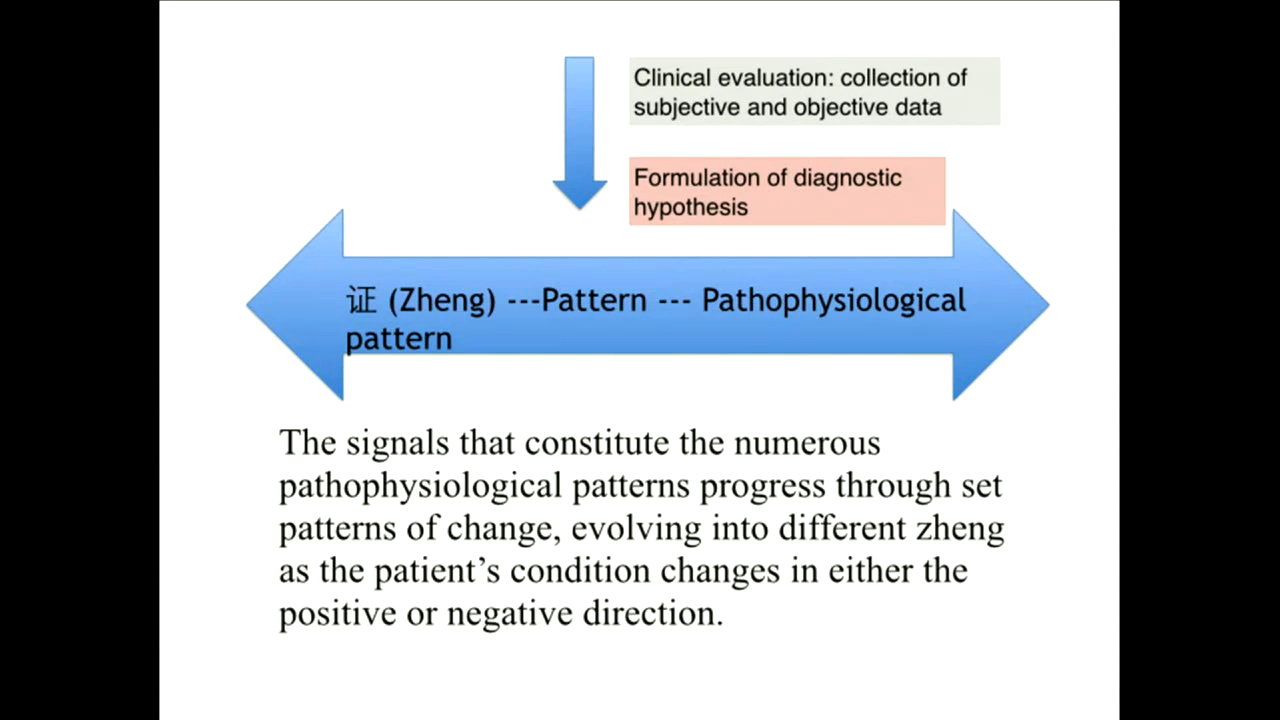 Clinical evaluation: collection of
subjective and objective data
Formulation of diagnostic
hypothesis
证 (Zheng) ---Pattern --- Pathophysiological
pattern
The signals that constitute the numerous
pathophysiological patterns progress through set
patterns of change, evolving into different zheng
as the patient’s condition changes in either the
positive or negative direction.